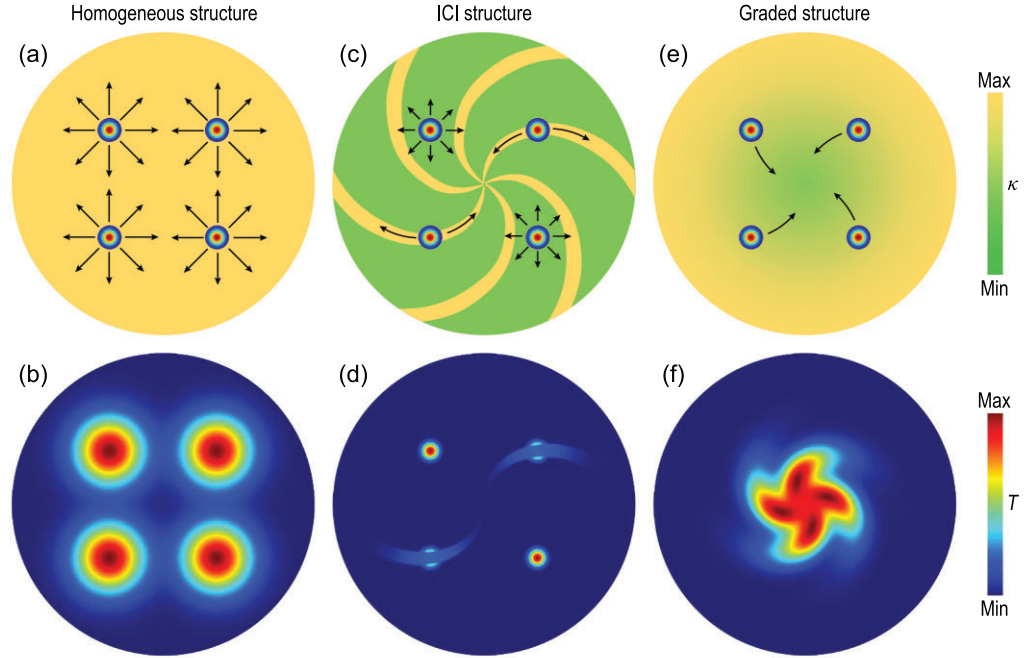 Homogeneous structure
ICI structure
Graded structure
(a)
(c)
(e)
Max
κ
Min
(b)
(d)
(f)
Max
T
Min